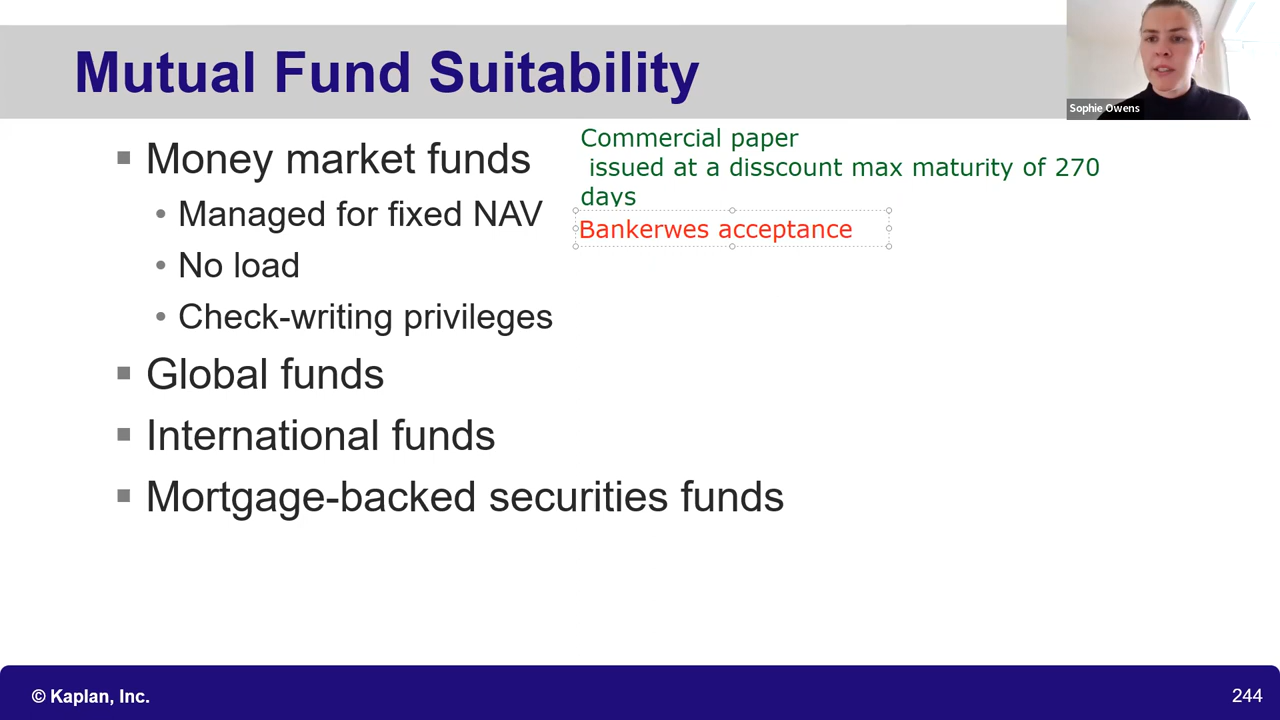 Mutual Fund Suitability
Sophie Owens
Money market funds
Managed for fixed NAV
No load
Check-writing privileges
Commercial paper
issued at a disscount max maturity of 270
days
Bankerwes acceptance
Global funds
International funds
Mortgage-backed securities funds
© Kaplan, Inc.
244